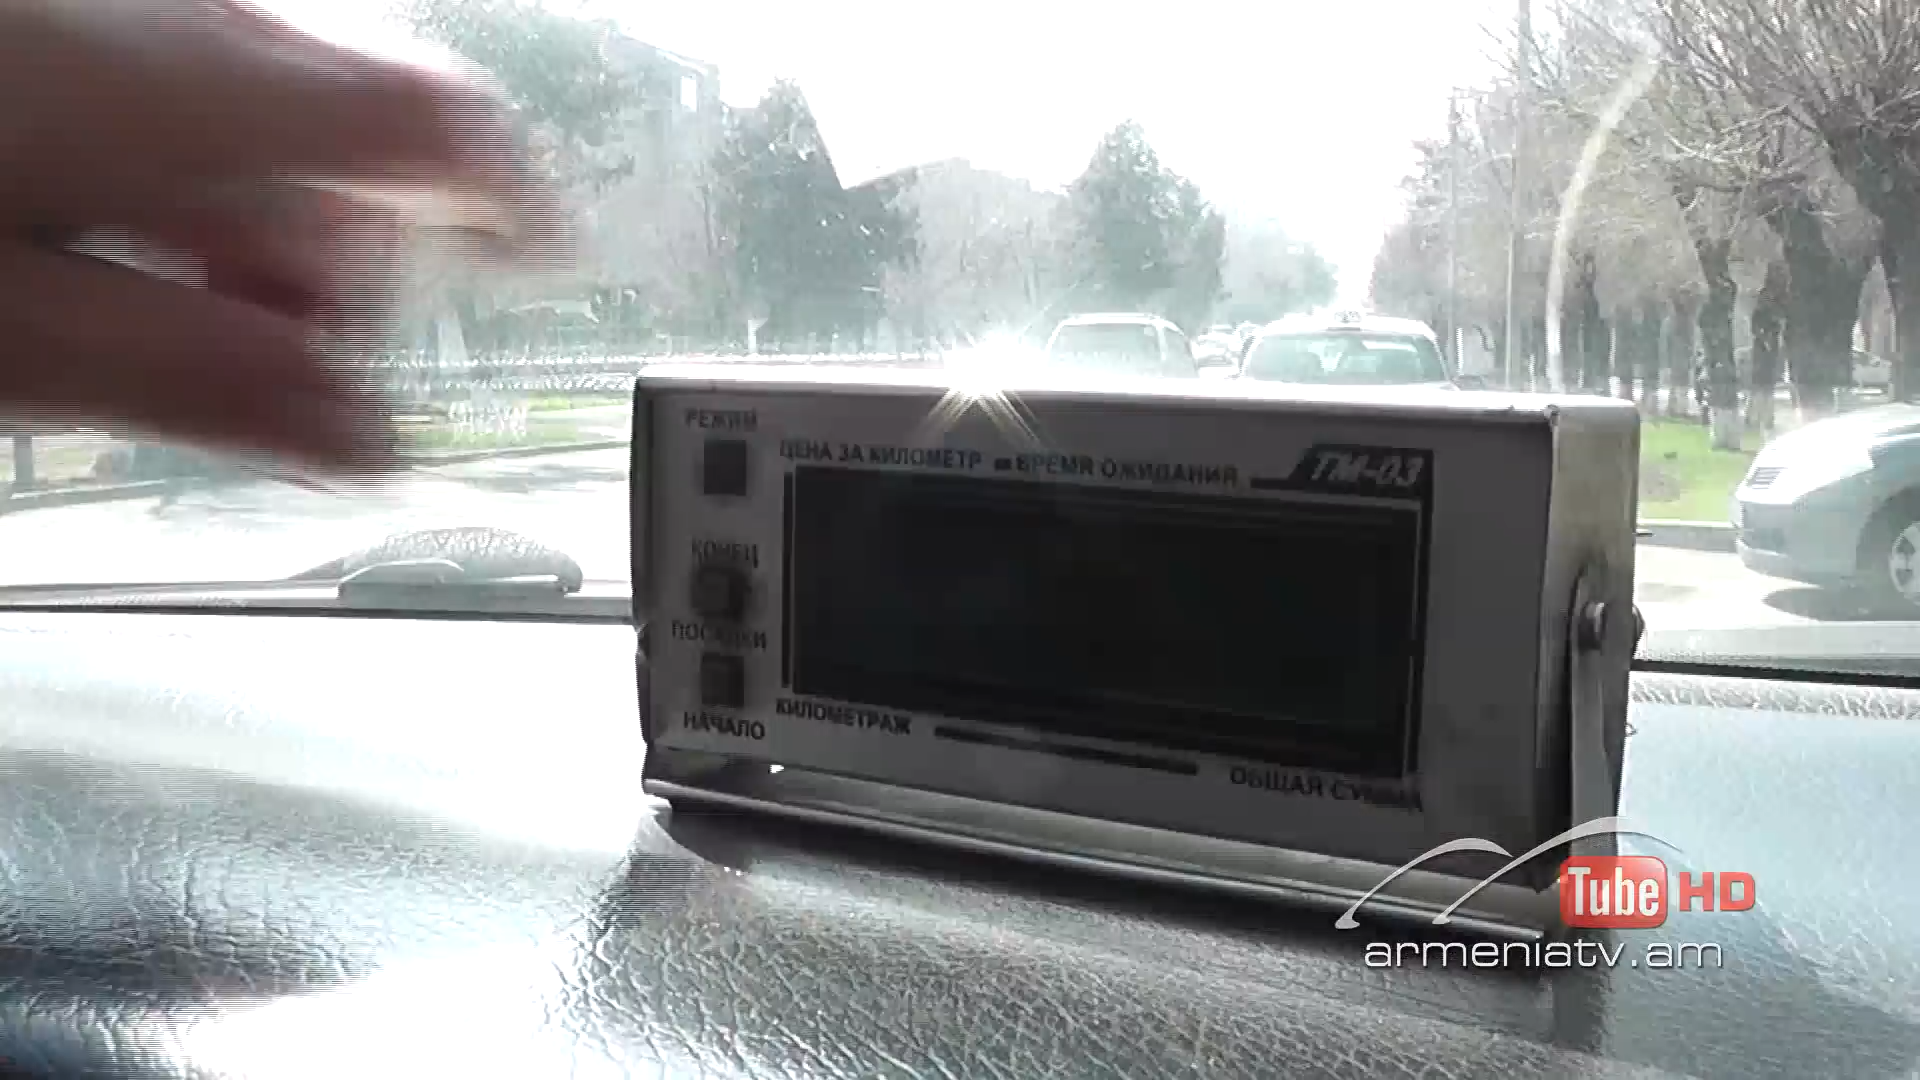 РЕЖИМ
ЦЕНА ЗА КИЛОМЕТР ВРЕМЯ ОЖИДАНИЯ
ТМ-03
КОНЕЦ
ПОСАДКИ
НАЧАЛО
КИЛОМЕТРАЖ
ОБЩАЯ СУММА
Tube HD
armeniatv.am